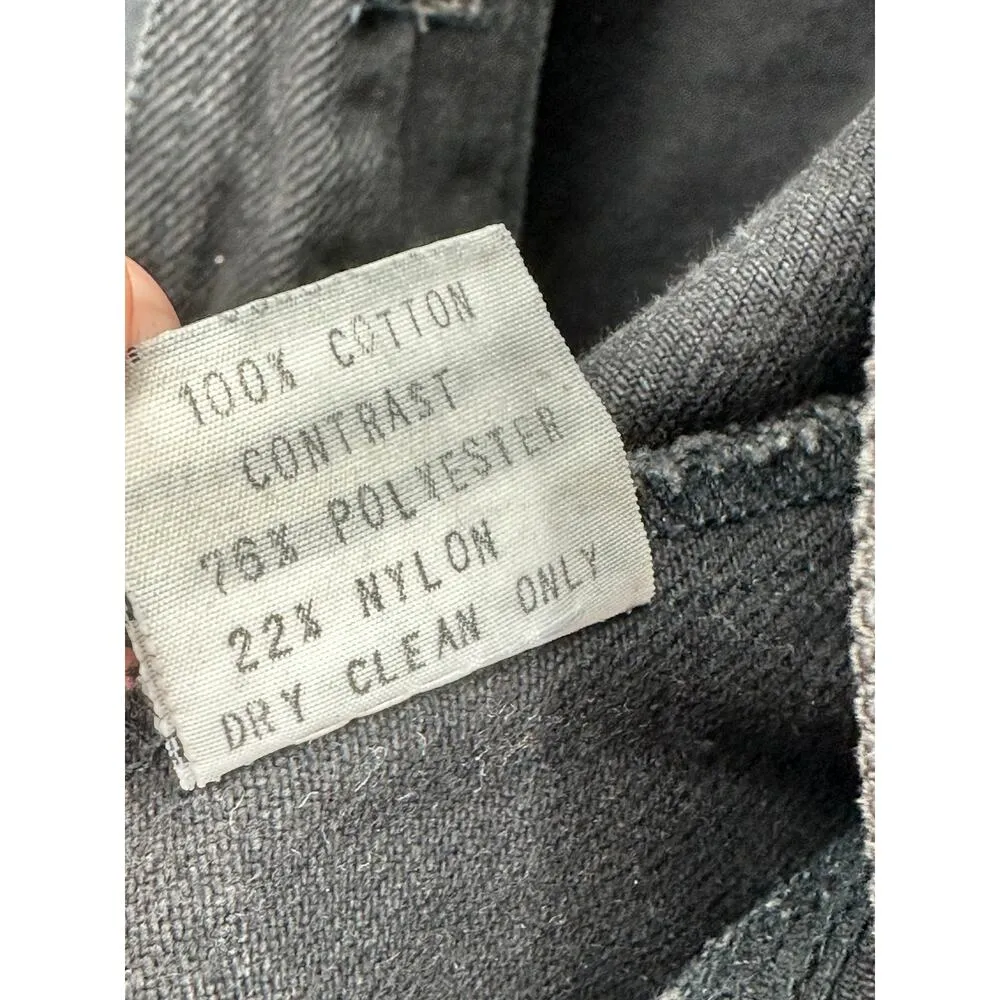 100% COTTON
CONTRAST
76% POLYESTER
22% NYLON
DRY CLEAN ONLY